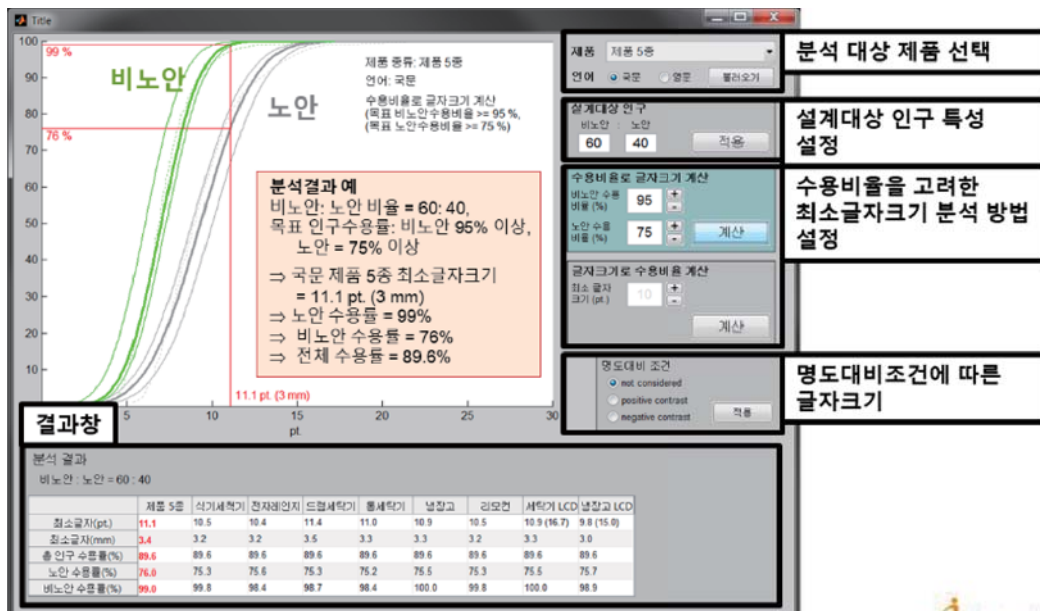 Title
100
90
80
70
60
50
40
30
20
10
99 %
76 %
비노안
노안
제품 종류: 제품 5종
언어: 국문
수용비율로 글자크기 계산
(목표 비노안수용비율 >= 95 %,
(목표 노안수용비율 >= 75 %)
분석결과 예
비노안: 노안 비율 = 60: 40,
목표 인구수용률: 비노안 95% 이상,
노안 = 75% 이상
⇒ 국문 제품 5종 최소글자크기
= 11.1 pt. (3 mm)
⇒ 노안 수용률 = 99%
⇒ 비노안 수용률 = 76%
⇒ 전체 수용률 = 89.6%
11.1 pt. (3 mm)
5 10 15 20 25 30
pt.
제품 제품 5종
언어 국문 영문 불러오기
설계대상 인구
비노안 : 노안
60 40 적용
수용비율로 글자크기 계산
비노안 수용
비율 (%) 95 + -
노안 수용
비율 (%) 75 + - 계산
글자크기로 수용비율 계산
최소 글자
크기 (pt.) 10 + -
계산
명도대비 조건
not considered
positive contrast
negative contrast 적용
분석 대상 제품 선택
설계대상 인구 특성
설정
수용비율을 고려한
최소글자크기 분석 방법
설정
명도대비조건에 따른
글자크기
결과창
분석 결과
비노안 : 노안 = 60 : 40
제품 5종 식기세척기 전자레인지 드럼세탁기 통세탁기 냉장고 리모컨 세탁기 LCD 냉장고 LCD
최소글자(pt.) 11.1 10.5 10.4 11.4 11.0 10.9 10.5 10.9 (16.7) 9.8 (15.0)
최소글자(mm) 3.4 3.2 3.2 3.5 3.3 3.3 3.2 3.3 3.0
총 인구 수용률(%) 89.6 89.6 89.6 89.6 89.6 89.6 89.6 89.6 89.6
노안 수용률(%) 76.0 75.3 75.6 75.3 75.2 75.5 75.3 75.5 75.7
비노안 수용률(%) 99.0 99.8 98.4 98.7 98.4 100.0 99.8 100.0 98.9